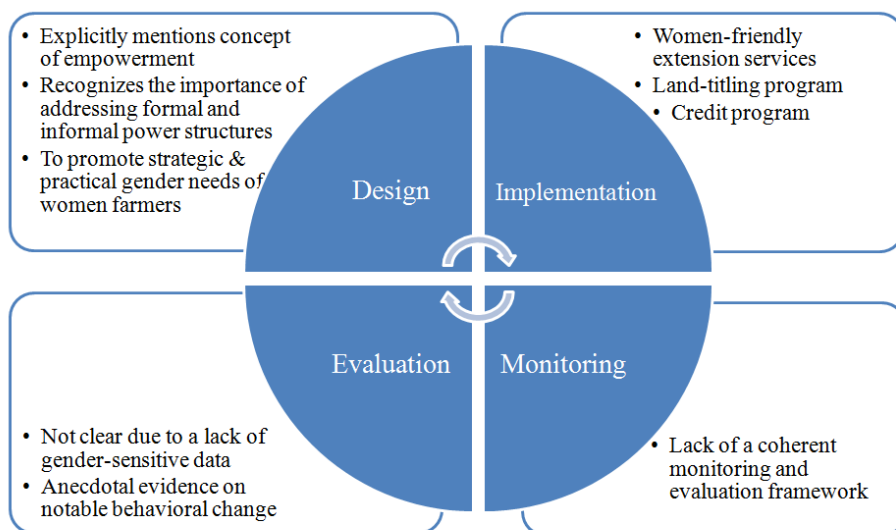 • Explicitly mentions concept
of empowerment
• Recognizes the importance of
addressing formal and
informal power structures
• To promote strategic &
practical gender needs of
women farmers
• Women-friendly
extension services
• Land-titling program
• Credit program
Design
Implementation
Evaluation
Monitoring
• Not clear due to a lack of
gender-sensitive data
• Anecdotal evidence on
notable behavioral change
• Lack of a coherent
monitoring and
evaluation framework